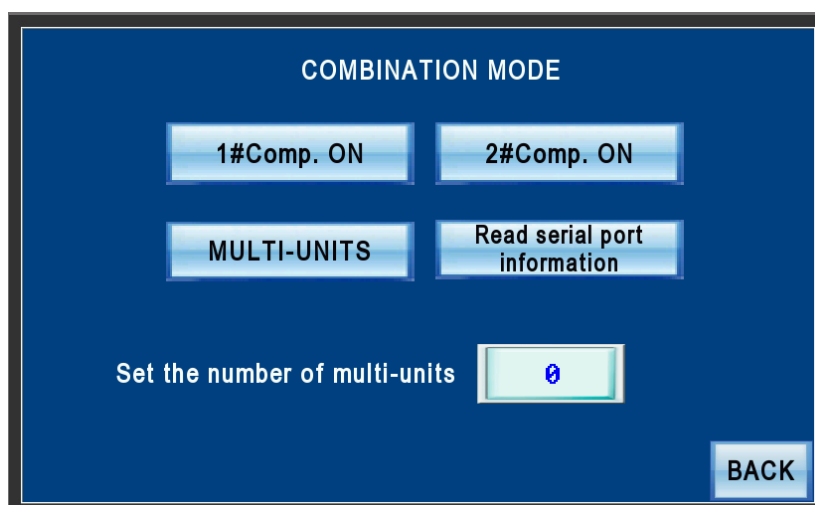 COMBINATION MODE
1#Comp. ON
2#Comp. ON
MULTI-UNITS
Read serial port
information
Set the number of multi-units
0
BACK